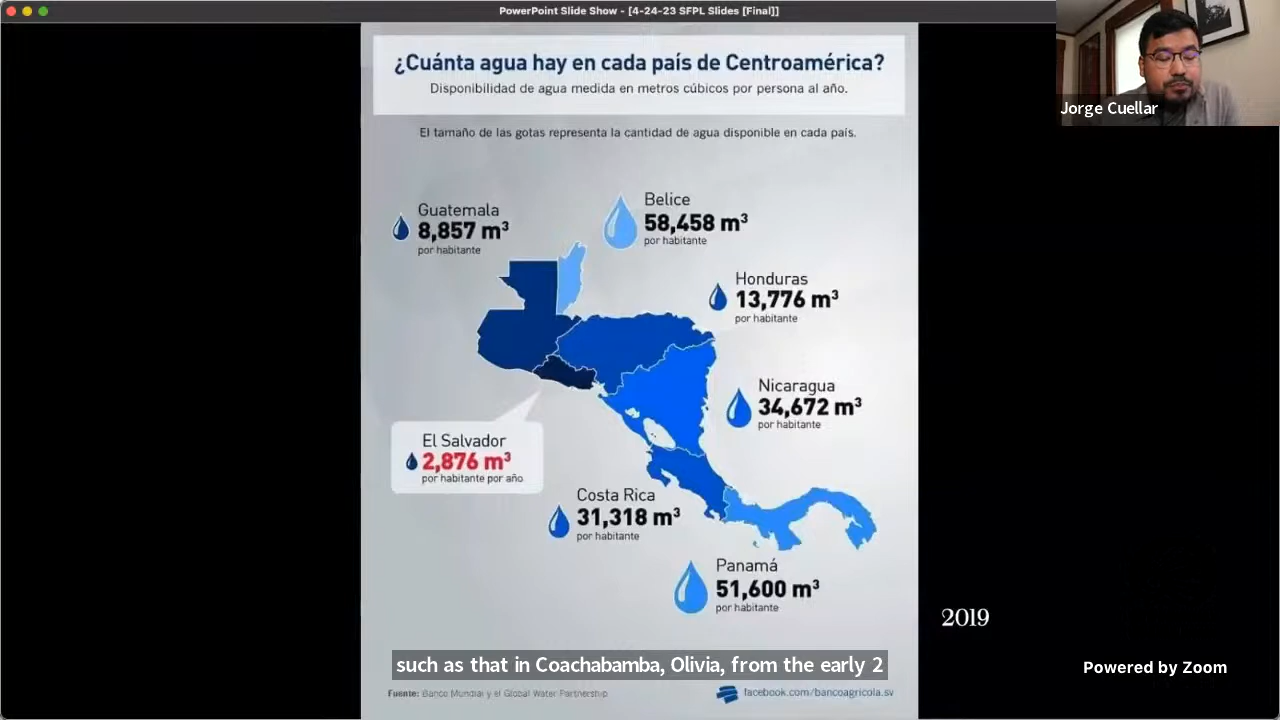 PowerPoint Slide Show - [4-24-23 SFPL Slides [Final]]
Jorge Cuellar
¿Cuánta agua hay en cada país de Centroamérica?
Disponibilidad de agua medida en metros cúbicos por persona al año.
El tamaño de las gotas representa la cantidad de agua disponible en cada país.
Guatemala
8,857 m³
por habitante
Belice
58,458 m³
por habitante
Honduras
13,776 m³
por habitante
Nicaragua
34,672 m³
por habitante
El Salvador
2,876 m³
por habitante por año
Costa Rica
31,318 m³
por habitante
Panamá
51,600 m³
por habitante
2019
such as that in Coachabamba, Olivia, from the early 2
Powered by Zoom
Fuente: Banco Mundial y el Global Water Partnership
facebook.com/bancoagricola.sv